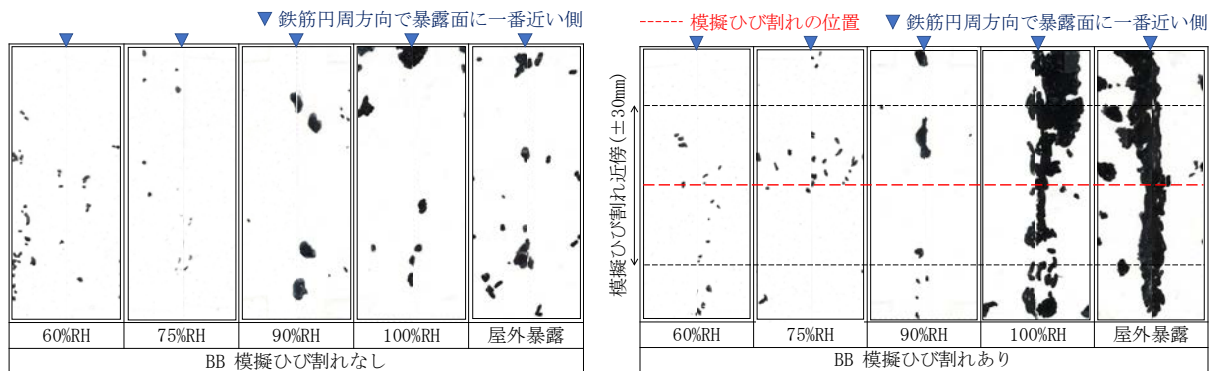 ▼ 鉄筋円周方向で暴露面に一番近い側
60%RH 75%RH 90%RH 100%RH 屋外暴露
BB 模擬ひび割れなし
------ 模擬ひび割れの位置 ▼ 鉄筋円周方向で暴露面に一番近い側
模擬ひび割れ近傍(±30mm)
60%RH 75%RH 90%RH 100%RH 屋外暴露
BB 模擬ひび割れあり